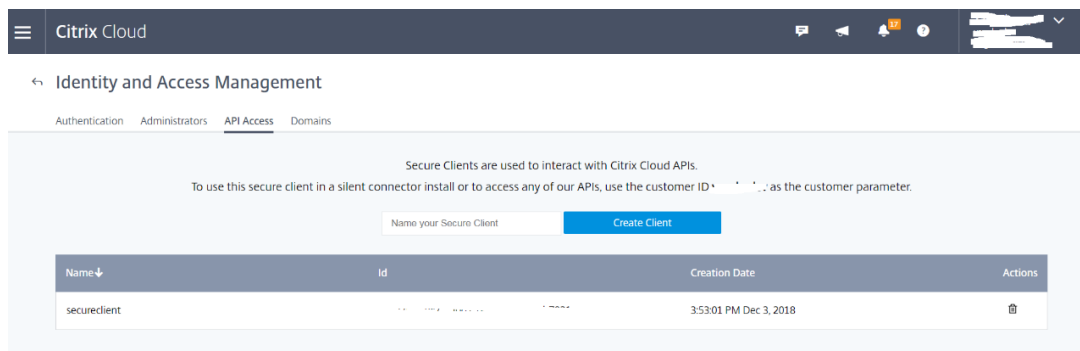 Citrix Cloud
17
Identity and Access Management
Authentication Administrators API Access Domains
Secure Clients are used to interact with Citrix Cloud APIs.
To use this secure client in a silent connector install or to access any of our APIs, use the customer ID as the customer parameter.
Name your Secure Client Create Client
Name Id Creation Date Actions
secureclient 3:53:01 PM Dec 3, 2018